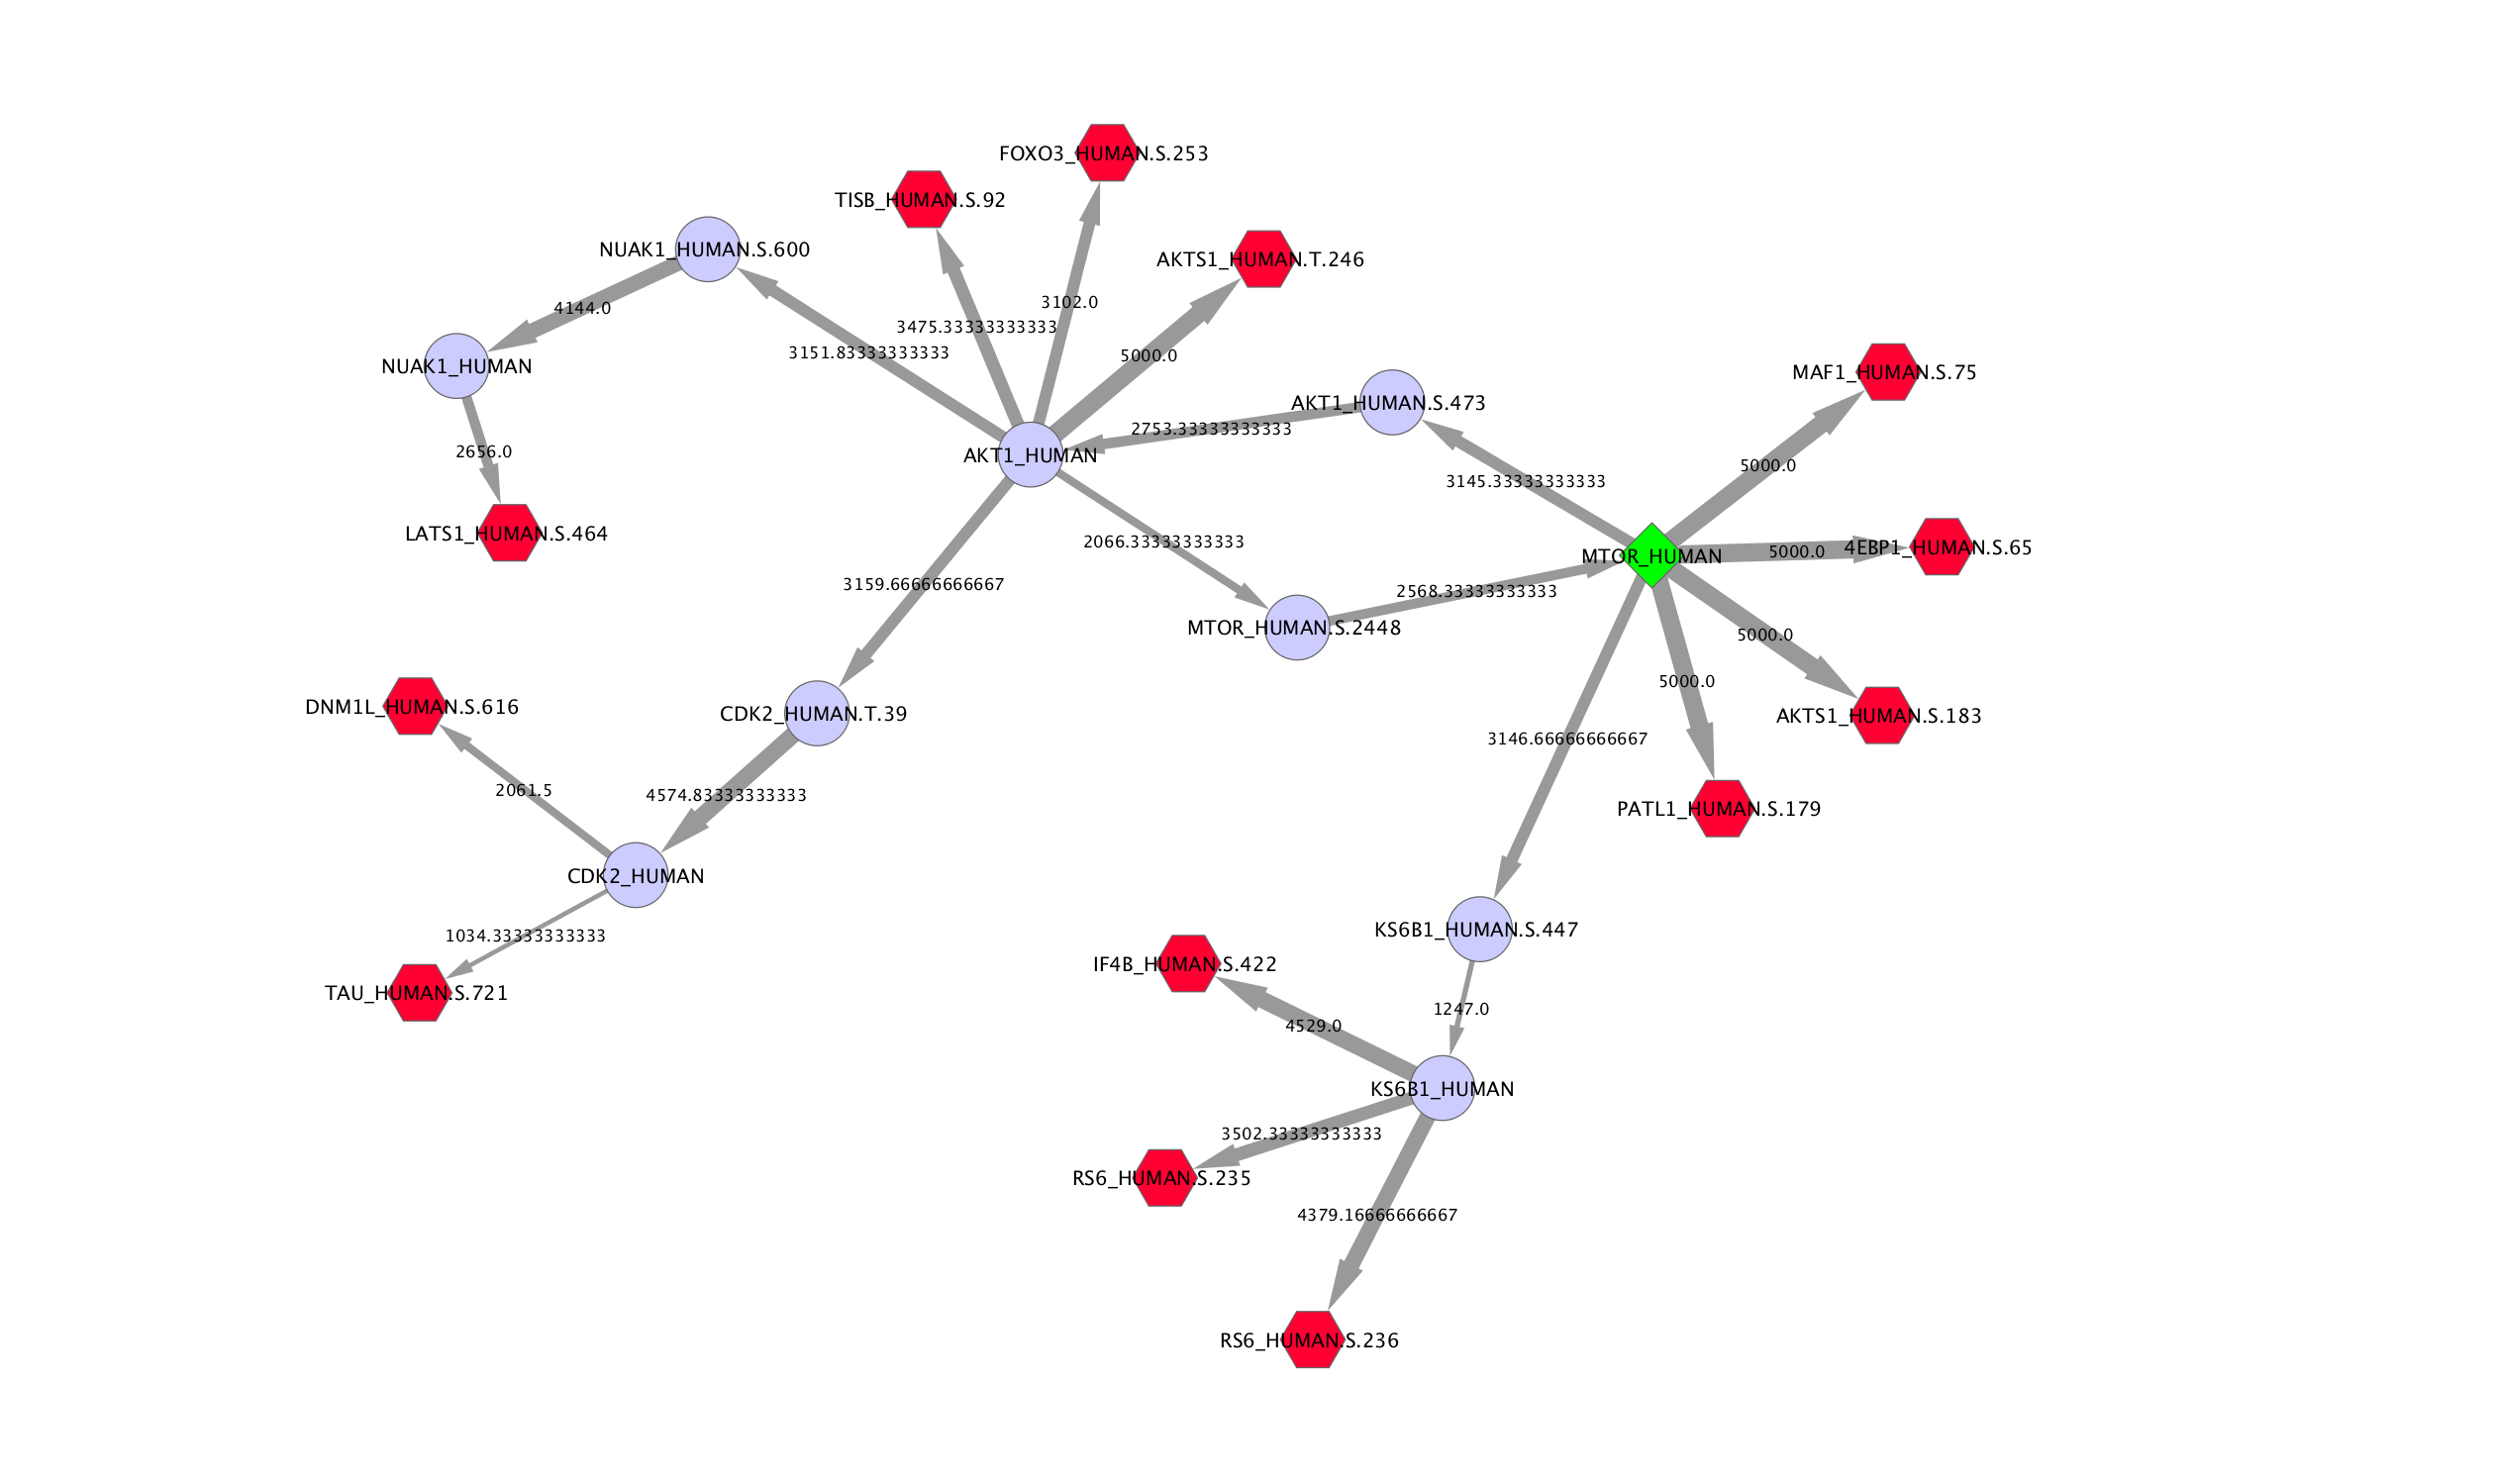 FOXO3_HUMAN.S.253
TISB_HUMAN.S.92
NUAK1_HUMAN.S.600
AKTS1_HUMAN.T.246
3102.0
4144.0
3475.33333333333
3151.83333333333
5000.0
NUAK1_HUMAN
MAF1_HUMAN.S.75
AKT1_HUMAN.S.473
2753.33333333333
2656.0
AKT1_HUMAN
5000.0
3145.33333333333
LATS1_HUMAN.S.464
2066.33333333333
4EBP1_HUMAN.S.65
5000.0
MTOR_HUMAN
3159.66666666667
2568.33333333333
MTOR_HUMAN.S.2448
5000.0
5000.0
DNM1L_HUMAN.S.616
CDK2_HUMAN.T.39
AKTS1_HUMAN.S.183
3146.66666666667
2061.5
4574.83333333333
PATL1_HUMAN.S.179
CDK2_HUMAN
KS6B1_HUMAN.S.447
1034.33333333333
IF4B_HUMAN.S.422
TAU_HUMAN.S.721
1247.0
4529.0
KS6B1_HUMAN
3502.33333333333
RS6_HUMAN.S.235
4379.16666666667
RS6_HUMAN.S.236